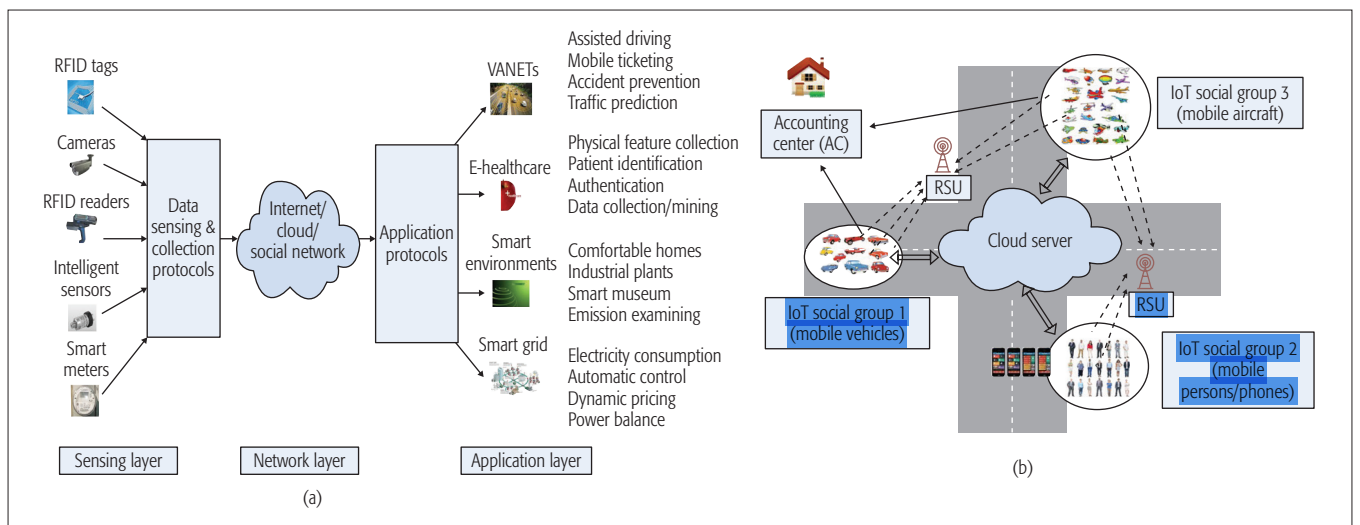 RFID tags
Cameras
RFID readers
Intelligent
sensors
Smart
meters
Data
sensing &
collection
protocols
Internet/
cloud/
social network
Application
protocols
VANETs
E-healthcare
Smart
environments
Smart grid
Assisted driving
Mobile ticketing
Accident prevention
Traffic prediction
Physical feature collection
Patient identification
Authentication
Data collection/mining
Comfortable homes
Industrial plants
Smart museum
Emission examining
Electricity consumption
Automatic control
Dynamic pricing
Power balance
Sensing layer
Network layer
Application layer
(a)
Accounting
center (AC)
RSU
IoT social group 3
(mobile aircraft)
Cloud server
IoT social group 1
(mobile vehicles)
RSU
IoT social group 2
(mobile
persons/phones)
(b)